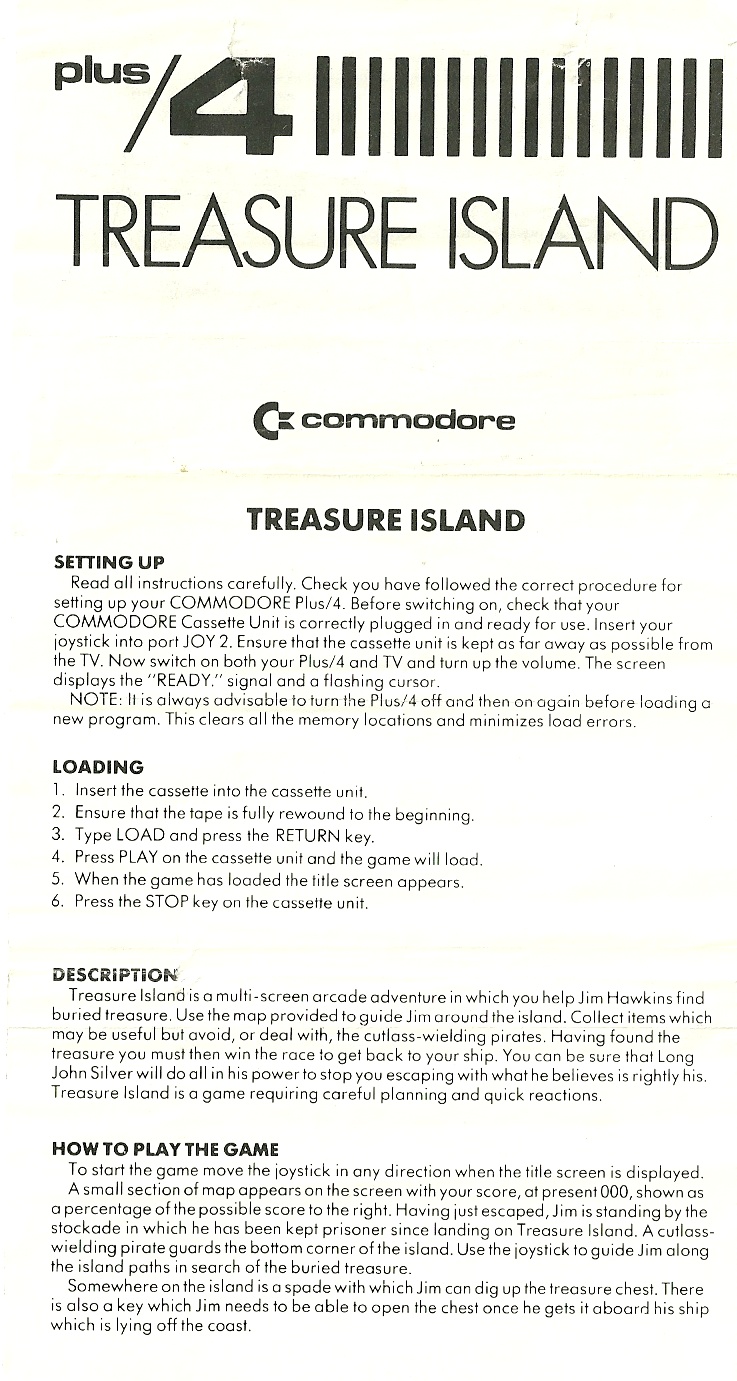 plus/4
TREASURE ISLAND
commodore
TREASURE ISLAND
SETTING UP
Read all instructions carefully. Check you have followed the correct procedure for
setting up your COMMODORE Plus/4. Before switching on, check that your
COMMODORE Cassette Unit is correctly plugged in and ready for use. Insert your
joystick into port JOY 2. Ensure that the cassette unit is kept as far away as possible from
the TV. Now switch on both your Plus/4 and TV and turn up the volume. The screen
displays the "READY." signal and a flashing cursor.
NOTE: It is always advisable to turn the Plus/4 off and then on again before loading a
new program. This clears all the memory locations and minimizes load errors.
LOADING
1. Insert the cassette into the cassette unit.
2. Ensure that the tape is fully rewound to the beginning.
3. Type LOAD and press the RETURN key.
4. Press PLAY on the cassette unit and the game will load.
5. When the game has loaded the title screen appears.
6. Press the STOP key on the cassette unit.
DESCRIPTION
Treasure Island is a multi-screen arcade adventure in which you help Jim Hawkins find
buried treasure. Use the map provided to guide Jim around the island. Collect items which
may be useful but avoid, or deal with, the cutlass-wielding pirates. Having found the
treasure you must then win the race to get back to your ship. You can be sure that Long
John Silver will do all in his power to stop you escaping with what he believes is rightly his.
Treasure Island is a game requiring careful planning and quick reactions.
HOW TO PLAY THE GAME
To start the game move the joystick in any direction when the title screen is displayed.
A small section of map appears on the screen with your score, at present 000, shown as
a percentage of the possible score to the right. Having just escaped, Jim is standing by the
stockade in which he has been kept prisoner since landing on Treasure Island. A cutlass-
wielding pirate guards the bottom corner of the island. Use the joystick to guide Jim along
the island paths in search of the buried treasure.
Somewhere on the island is a spade with which Jim can dig up the treasure chest. There
is also a key which Jim needs to be able to open the chest once he gets it aboard his ship
which is lying off the coast.